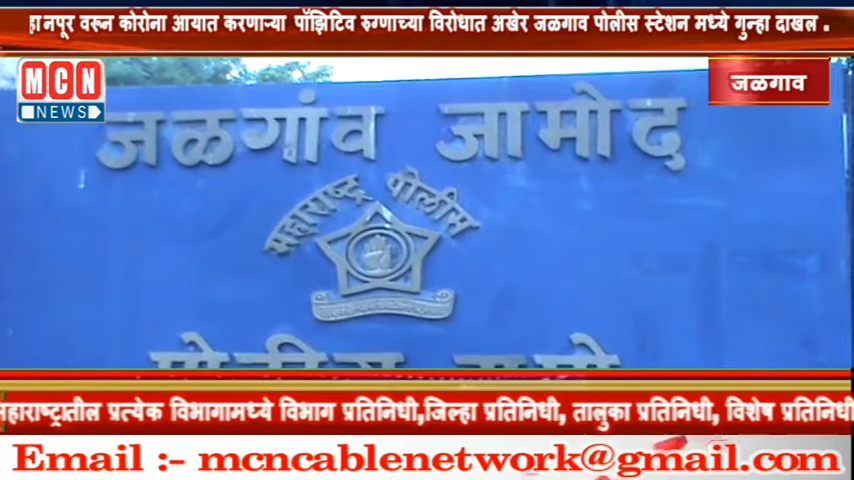 हानपूर वरून कोरोना आयात करणाऱ्या पॉझिटिव रुग्णाच्या विरोधात अखेर जळगाव पोलीस स्टेशन मध्ये गुन्हा दाखल .
MCN
NEWS
जळगाव
जळगांव जामोद
महाराष्ट्र पोलीस
महाराष्ट्रातील प्रत्येक विभागामध्ये विभाग प्रतिनिधी,जिल्हा प्रतिनिधी, तालुका प्रतिनिधी, विशेष प्रतिनिधी
Email :- mcncablenetwork@gmail.com